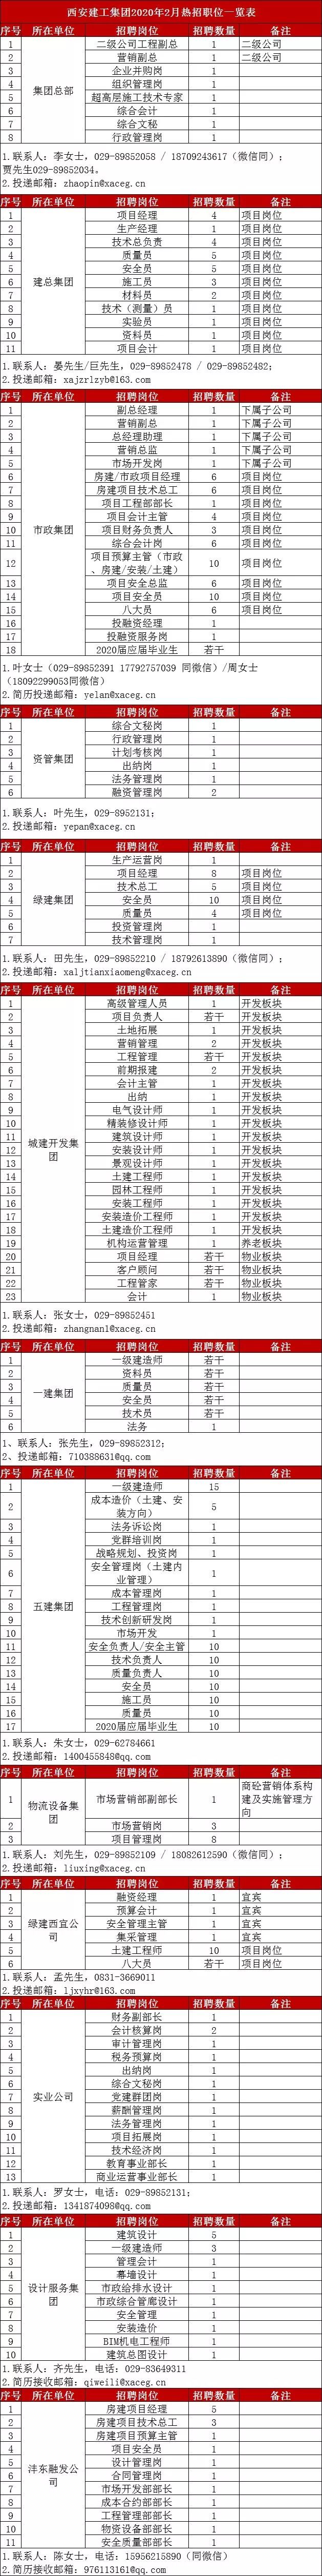 西安建工集团2020年2月热招职位一览表
序号 所在单位 招聘岗位 招聘数量 备注
集团总部
1 二级公司工程副总 1 二级公司
2 营销副总 1 二级公司
3 企业并购岗 1
4 组织管理岗 1
5 超高层施工技术专家 1
6 综合会计 1
7 综合文秘 1
8 行政管理岗 1
1.联系人：李女士，029-89852058 / 18709243617（微信同）；
贾先生029-89852034。
2.投递邮箱：zhaopin@xaceg.cn
序号 所在单位 招聘岗位 招聘数量 备注
建总集团
1 项目经理 4 项目岗位
2 生产经理 1 项目岗位
3 技术总负责 4 项目岗位
4 质量员 5 项目岗位
5 安全员 5 项目岗位
6 施工员 3 项目岗位
7 材料员 2 项目岗位
8 技术（测量）员 1 项目岗位
9 实验员 1 项目岗位
10 资料员 1 项目岗位
11 项目会计 1 项目岗位
1.联系人：晏先生/巨先生，029-89852478 / 029-89852482；
2.投递邮箱：xajzrlzyb@163.com
序号 所在单位 招聘岗位 招聘数量 备注
市政集团
1 副总经理 1 下属子公司
2 营销副总 1 下属子公司
3 总经理助理 1 下属子公司
4 营销总监 1 下属子公司
5 市场开发岗 1 下属子公司
6 房建/市政项目经理 6 项目岗位
7 房建项目技术总工 6 项目岗位
8 项目工程部部长 1 项目岗位
9 项目会计主管 4 项目岗位
10 项目财务负责人 3 项目岗位
11 综合会计岗 6 项目岗位
12 项目预算主管（市政
、房建/安装/土建） 10 项目岗位
13 项目安全总监 6 项目岗位
14 项目安全员 10 项目岗位
15 八大员 6 项目岗位
16 投融资经理 1
17 投融资服务岗 1
18 2020届应届毕业生 若干
1.叶女士（029-89852391 17792757039 同微信）/周女士
（18092299053同微信）
2.简历投递邮箱：yelan@xaceg.cn
序号 所在单位 招聘岗位 招聘数量 备注
资管集团
1 综合文秘岗 1
2 行政管理岗 1
3 计划考核岗 1
4 出纳岗 1
5 法务管理岗 1
6 融资管理岗 2
1.联系人：叶先生，029-8952131；
2.投递邮箱：yepan@xaceg.cn
序号 所在单位 招聘岗位 招聘数量 备注
绿建集团
1 生产运营岗 1
2 项目经理 8 项目岗位
3 技术总工 5 项目岗位
4 安全员 10 项目岗位
5 质量员 4 项目岗位
6 投资管理岗 1
7 技术管理岗 1
1.联系人：田先生，029-89852210 / 18792613890（微信同）；
2.投递邮箱：xaljtianxiaomeng@xaceg.cn
序号 所在单位 招聘岗位 招聘数量 备注
城建开发集
团
1 高级管理人员 1 开发板块
2 项目负责人 若干 开发板块
3 土地拓展 1 开发板块
4 营销管理 2 开发板块
5 工程管理 若干 开发板块
6 前期报建 2 开发板块
7 会计主管 1 开发板块
8 出纳 1 开发板块
9 电气设计师 1 开发板块
10 精装修设计师 1 开发板块
11 建筑设计师 1 开发板块
12 安装设计师 1 开发板块
13 景观设计师 1 开发板块
14 土建工程师 1 开发板块
15 园林工程师 1 开发板块
16 安装工程师 1 开发板块
17 安装造价工程师 1 开发板块
18 土建造价工程师 1 开发板块
19 机构运营管理 1 养老板块
20 项目经理 若干 物业板块
21 客户顾问 若干 物业板块
22 工程管家 若干 物业板块
23 会计 1 物业板块
1.联系人：张女士，029-89852451
2.投递邮箱：zhangnan1@xaceg.cn
序号 所在单位 招聘岗位 招聘数量 备注
一建集团
1 一级建造师 若干
2 资料员 若干
3 质量员 若干
4 安全员 若干
5 技术员 若干
6 法务 1
1、联系人：张先生，029-89852312；
2、投递邮箱：710388631@qq.com
序号 所在单位 招聘岗位 招聘数量 备注
五建集团
1 一级建造师 15
2 成本造价（土建、安
装方向） 5
3 法务诉讼岗 1
4 党群培训岗 1
5 战略规划、投资岗 1
6 安全管理岗（土建内
业管理） 1
7 成本管理岗 1
8 工程管理岗 1
9 技术创新研发岗 1
10 市场开发 1
11 安全负责人/安全主管 10
12 技术负责人 10
13 质量负责人 10
14 安全员 10
15 施工员 10
16 质量员 10
17 2020届应届毕业生 10
1.联系人：朱女士，029-62784661
2.投递邮箱：1400455848@qq.com
序号 所在单位 招聘岗位 招聘数量 备注
物流设备集
团
1 市场营销部副部长 1 商砼营销体系构
建及实施管理方
向
2 市场营销岗 3
3 项目管理岗 8
1.联系人：刘先生，029-89852109 / 18082612590（微信同）；
2.投递邮箱：liuxing@xaceg.cn
序号 所在单位 招聘岗位 招聘数量 备注
绿建西宜公
司
1 融资经理 1 宜宾
2 预算会计 1 宜宾
3 安全管理主管 1 宜宾
4 集采管理 1 宜宾
5 土建工程师 10 项目岗位
6 八大员 若干 项目岗位
1.联系人：孟先生，0831-3669011
2.投递邮箱：ljxyhr@163.com
序号 所在单位 招聘岗位 招聘数量 备注
实业公司
1 财务副部长 1
2 会计核算岗 2
3 审计管理岗 1
4 税务预算岗 1
5 出纳岗 1
6 综合文秘岗 1
7 党建群团岗 1
8 薪酬管理岗 1
9 法务管理岗 1
10 项目拓展岗 1
11 技术经济岗 1
12 教育事业部长 1
13 商业运营事业部长 1
1.联系人：罗女士，电话：029-89852131；
2.投递邮箱：1341874098@qq.com
序号 所在单位 招聘岗位 招聘数量 备注
设计服务集
团
1 建筑设计 5
2 一级建造师 3
3 管理会计 1
4 幕墙设计 1
5 市政给排水设计 1
6 市政综合管廊设计 1
7 安全管理 1
8 安装造价 1
9 BIM机电工程师 1
10 建筑总图设计 1
1.联系人：齐先生，电话：029-83649311
2.简历接收邮箱：qiweili@xaceg.cn
序号 所在单位 招聘岗位 招聘数量 备注
沣东融发公
司
1 房建项目经理 5
2 房建项目技术总工 3
3 房建项目预算主管 1
4 项目安全员 1
5 设计管理岗 1
6 合同管理岗 1
7 市场开发部部长 1
8 成本合约部部长 1
9 工程管理部部长 1
10 物资设备部部长 1
11 安全质量部部长 1
1.联系人：陈女士，电话：15956215890（同微信）
2.简历接收邮箱：976113161@qq.com